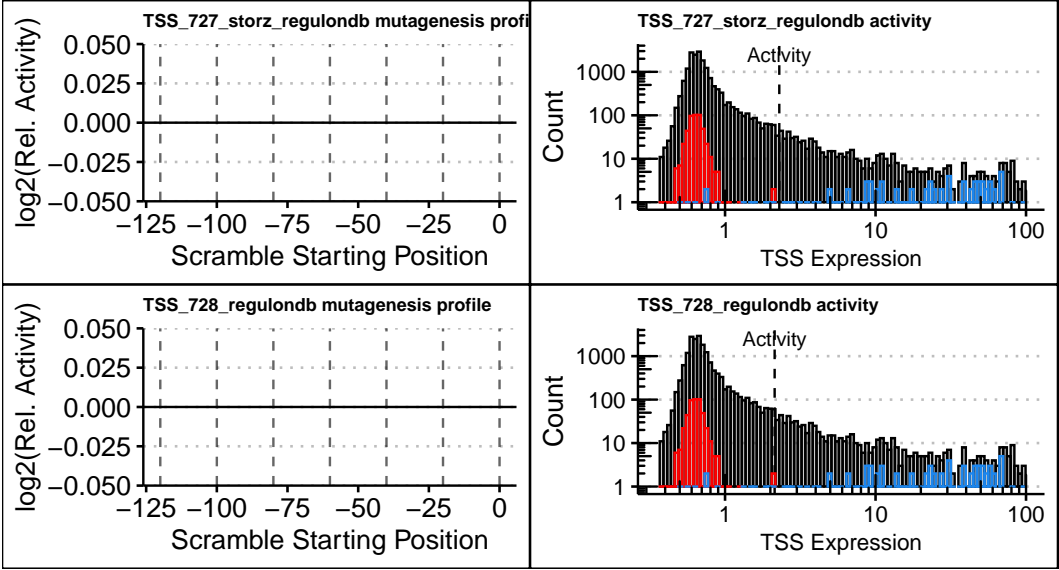 TSS_727_storz_regulondb mutagenesis profi
log2(Rel. Activity)
0.050
0.025
0.000
−0.025
−0.050
−125 −100 −75 −50 −25 0
Scramble Starting Position
TSS_727_storz_regulondb activity
Activity
Count
1000
100
10
1
1 10 100
TSS Expression
TSS_728_regulondb mutagenesis profile
log2(Rel. Activity)
0.050
0.025
0.000
−0.025
−0.050
−125 −100 −75 −50 −25 0
Scramble Starting Position
TSS_728_regulondb activity
Activity
Count
1000
100
10
1
1 10 100
TSS Expression